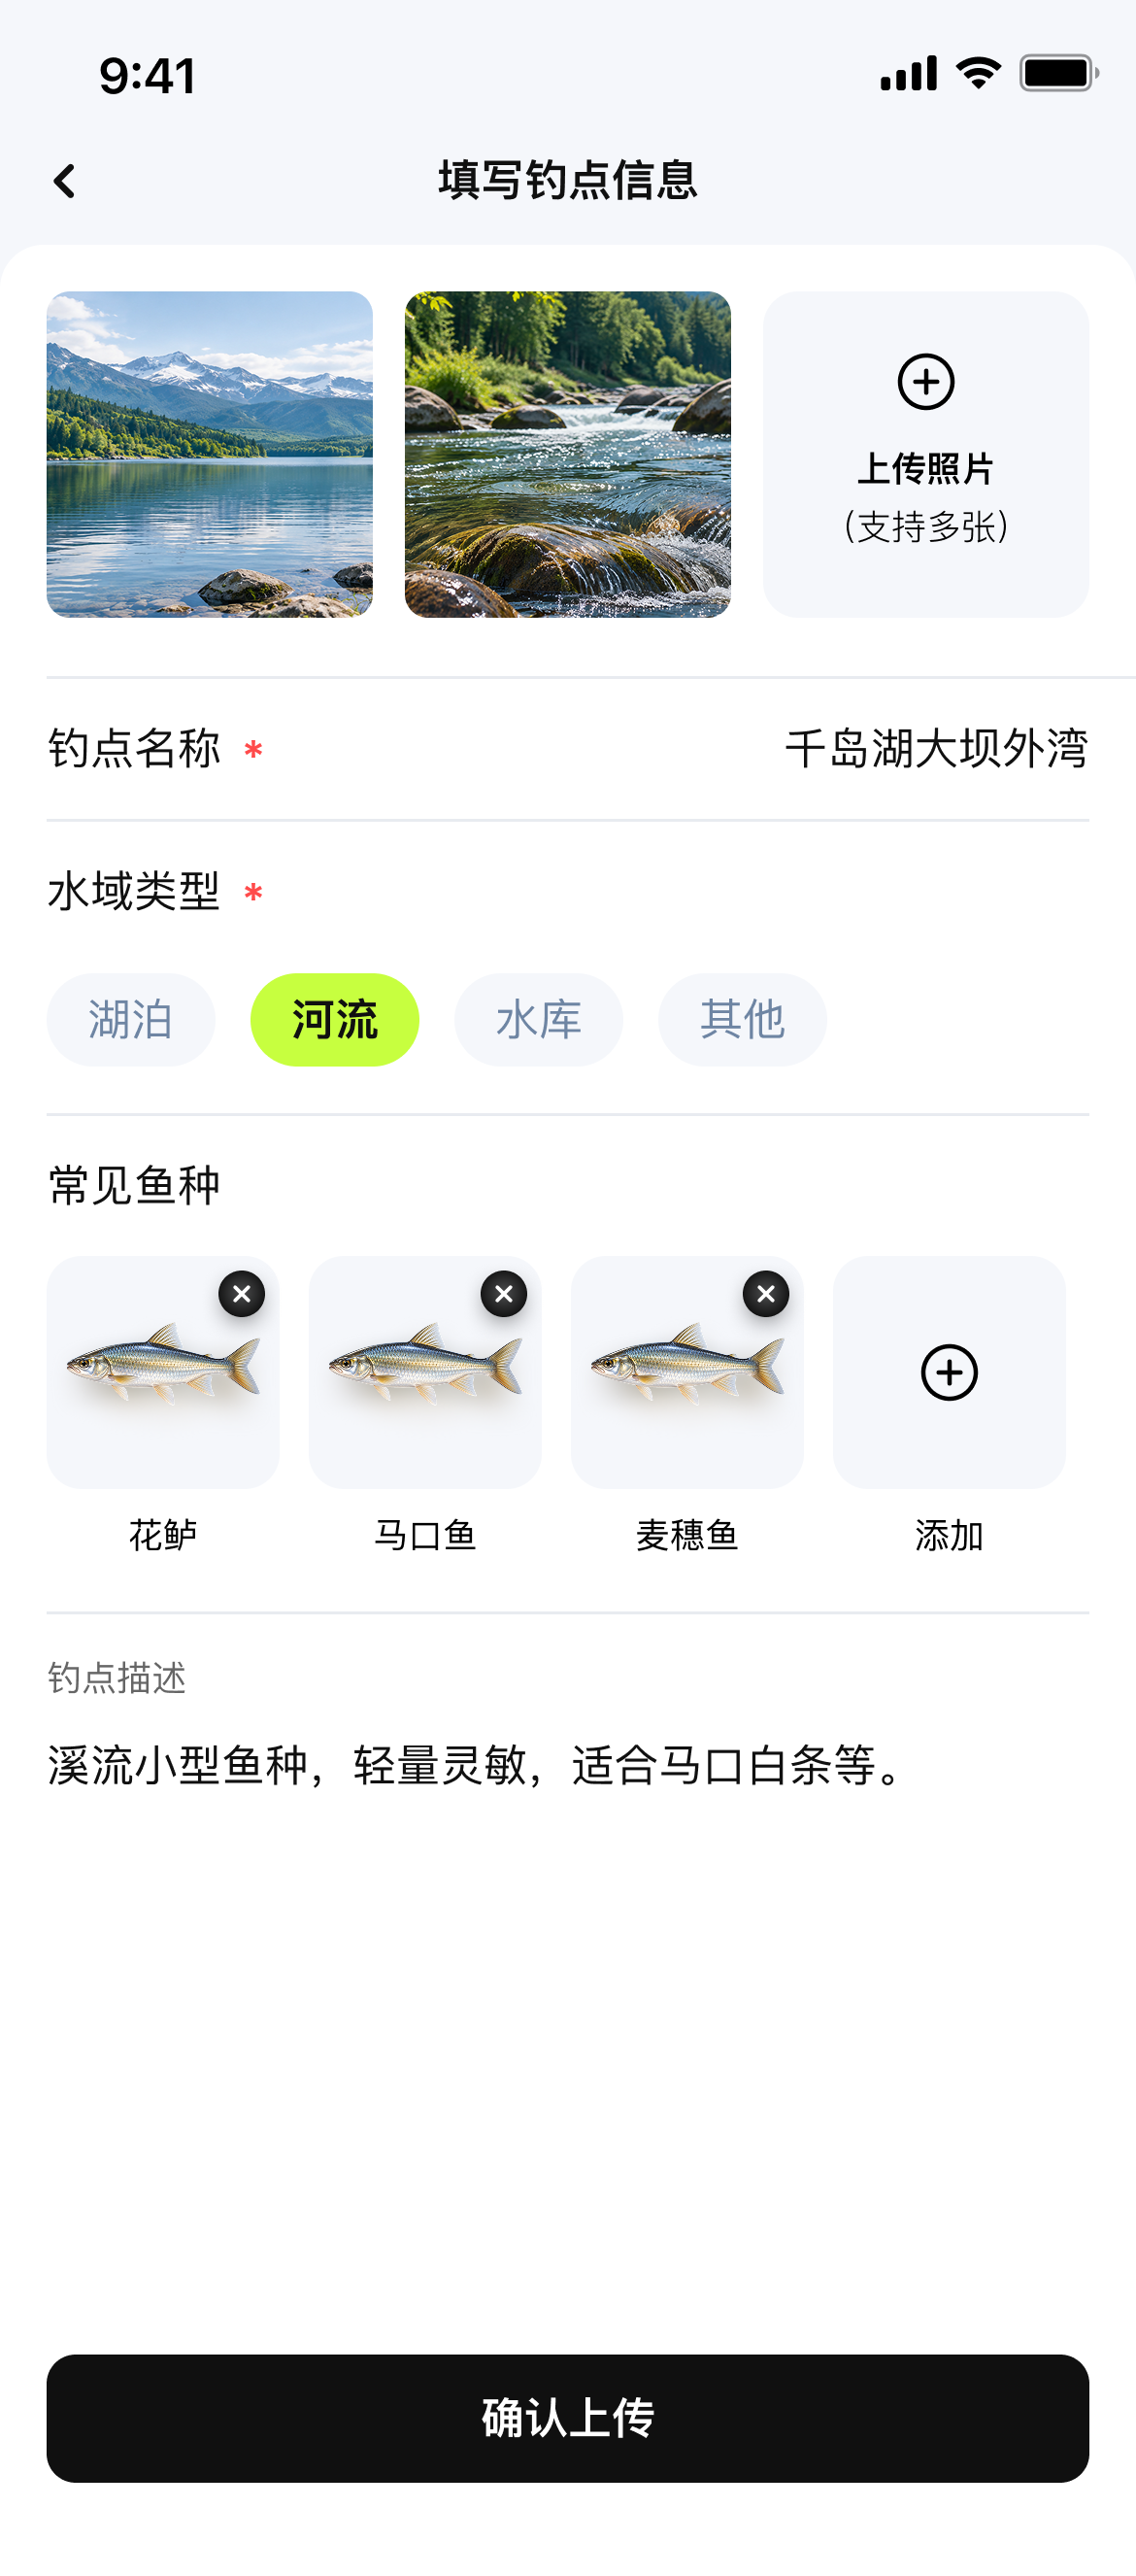 9:41
填写钓点信息
上传照片
（支持多张）
钓点名称 * 千岛湖大坝外湾
水域类型 *
湖泊 河流 水库 其他
常见鱼种
花鲈 马口鱼 麦穗鱼 添加
钓点描述
溪流小型鱼种，轻量灵敏，适合马口白条等。
确认上传